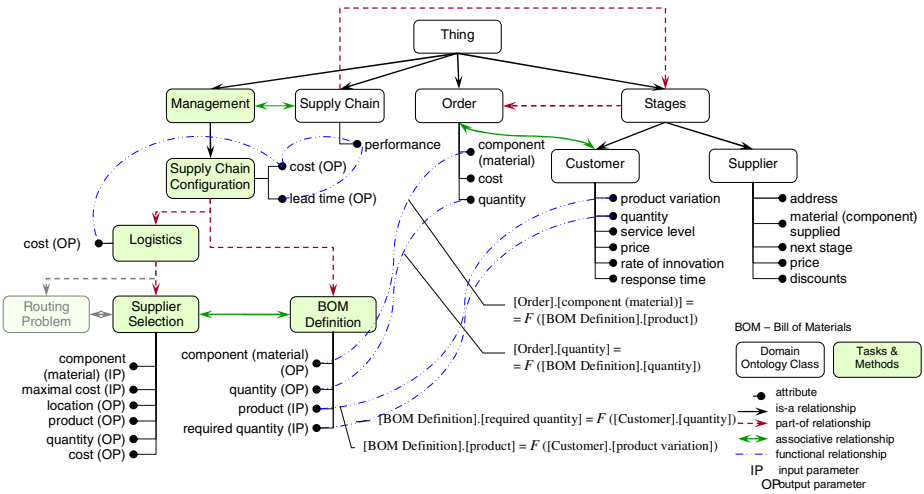 Thing
Management
Supply Chain
Order
Stages
performance
component
(material)
cost
quantity
Supply Chain
Configuration
cost (OP)
lead time (OP)
Customer
Supplier
product variation
quantity
service level
price
rate of innovation
response time
address
material (component)
supplied
next stage
price
discounts
cost (OP)
Logistics
Routing
Problem
Supplier
Selection
BOM
Definition
component
(material) (IP)
maximal cost (IP)
location (OP)
product (OP)
quantity (OP)
cost (OP)
component (material)
(OP)
quantity (OP)
product (IP)
required quantity (IP)
[Order].[component (material)] =
= F ([BOM Definition].[product])
[Order].[quantity] =
= F ([BOM Definition].[quantity])
[BOM Definition].[required quantity] = F ([Customer].[quantity])
[BOM Definition].[product] = F ([Customer].[product variation])
BOM – Bill of Materials
Domain
Ontology Class
Tasks &
Methods
attribute
is-a relationship
part-of relationship
associative relationship
functional relationship
IP input parameter
OP output parameter